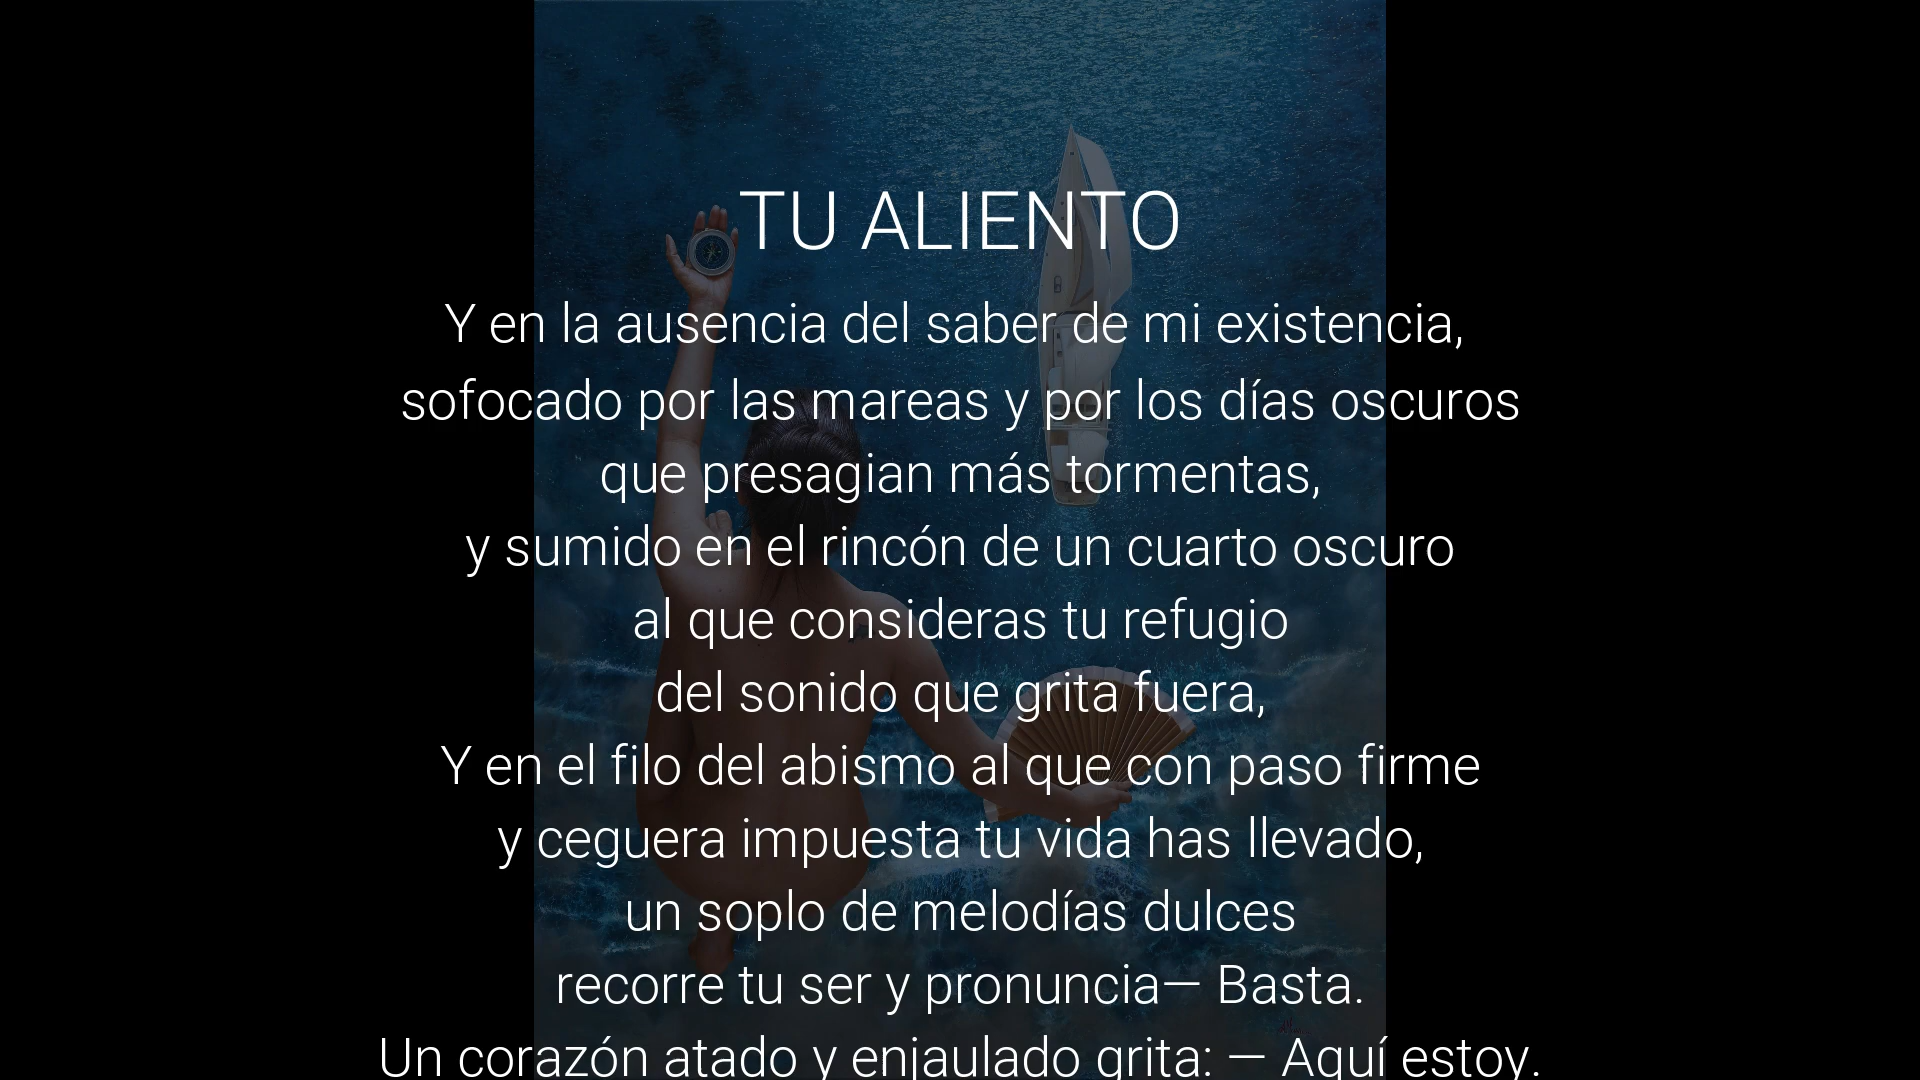 TU ALIENTO
Y en la ausencia del saber de mi existencia,
sofocado por las mareas y por los días oscuros
que presagian más tormentas,
y sumido en el rincón de un cuarto oscuro
al que consideras tu refugio
del sonido que grita fuera,
Y en el filo del abismo al que con paso firme
y ceguera impuesta tu vida has llevado,
un soplo de melodías dulces
recorre tu ser y pronuncia— Basta.
Un corazón atado y enjaulado grita: — Aquí estoy.